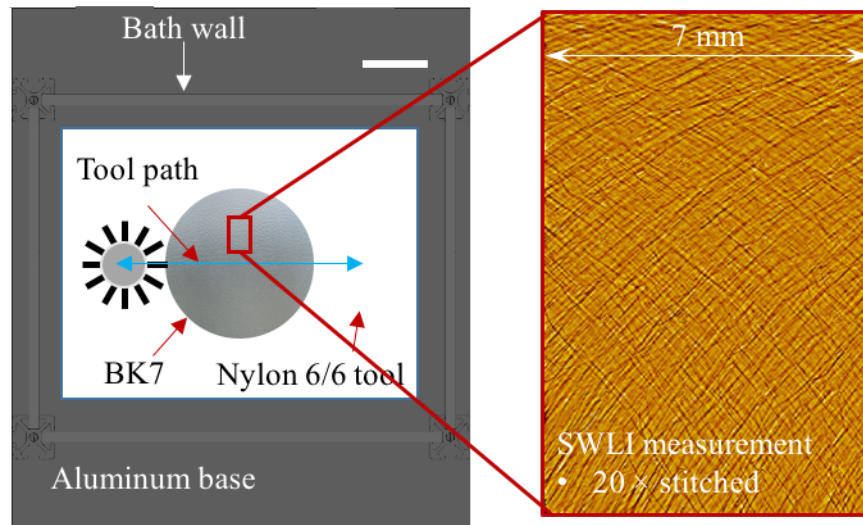 Bath wall
7 mm
Tool path
BK7
Nylon 6/6 tool
SWLI measurement
• 20 × stitched
Aluminum base